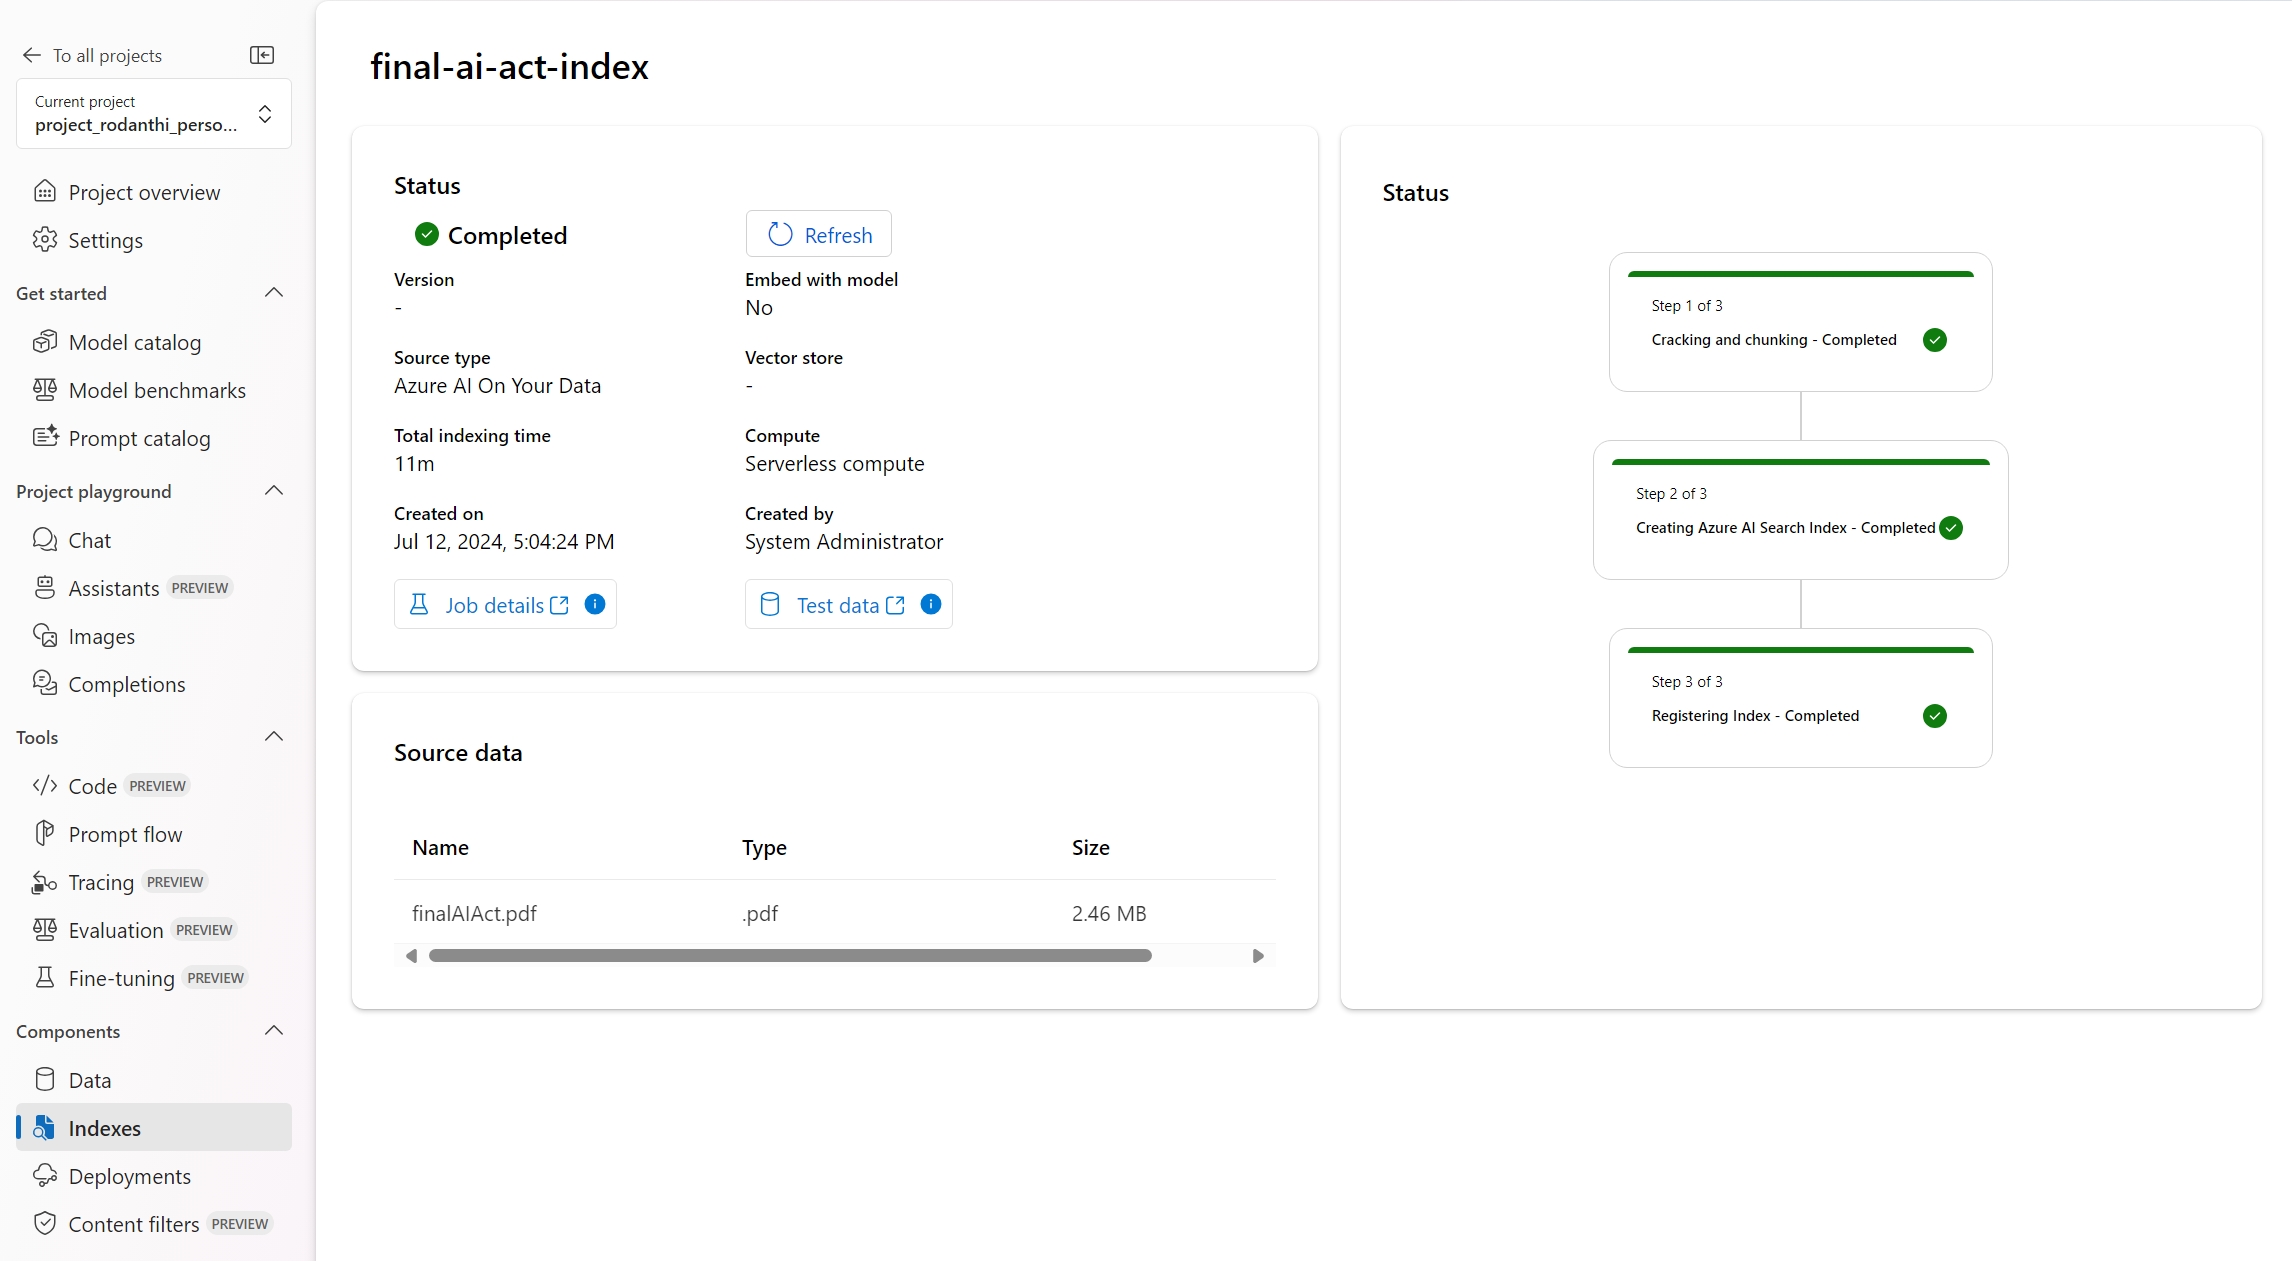 To all projects
Current project
project_rodanthi_perso...
Project overview
Settings
Get started
Model catalog
Model benchmarks
Prompt catalog
Project playground
Chat
Assistants PREVIEW
Images
Completions
Tools
Code PREVIEW
Prompt flow
Tracing PREVIEW
Evaluation PREVIEW
Fine-tuning PREVIEW
Components
Data
Indexes
Deployments
Content filters PREVIEW
final-ai-act-index
Status
Completed
Refresh
Version
-
Embed with model
No
Source type
Azure AI On Your Data
Vector store
-
Total indexing time
11m
Compute
Serverless compute
Created on
Jul 12, 2024, 5:04:24 PM
Created by
System Administrator
Job details
Test data
Source data
Name Type Size
finalAIAct.pdf .pdf 2.46 MB
Status
Step 1 of 3
Cracking and chunking - Completed
Step 2 of 3
Creating Azure AI Search Index - Completed
Step 3 of 3
Registering Index - Completed